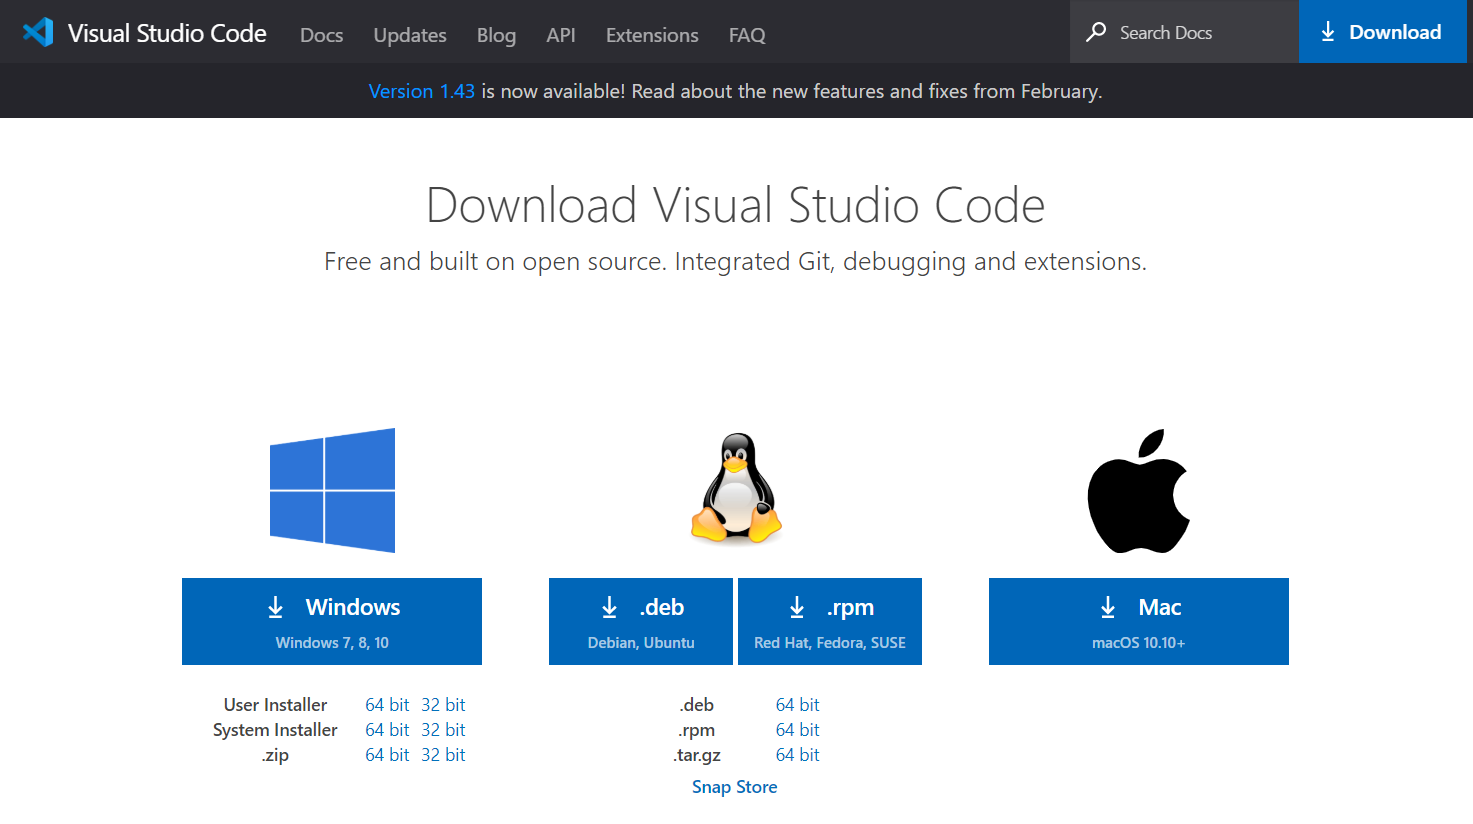 Visual Studio Code Docs Updates Blog API Extensions FAQ Search Docs Download
Version 1.43 is now available! Read about the new features and fixes from February.
Download Visual Studio Code
Free and built on open source. Integrated Git, debugging and extensions.
Windows
Windows 7, 8, 10
User Installer 64 bit 32 bit
System Installer 64 bit 32 bit
.zip 64 bit 32 bit
.deb
Debian, Ubuntu
.rpm
Red Hat, Fedora, SUSE
.deb 64 bit
.rpm 64 bit
.tar.gz 64 bit
Snap Store
Mac
macOS 10.10+